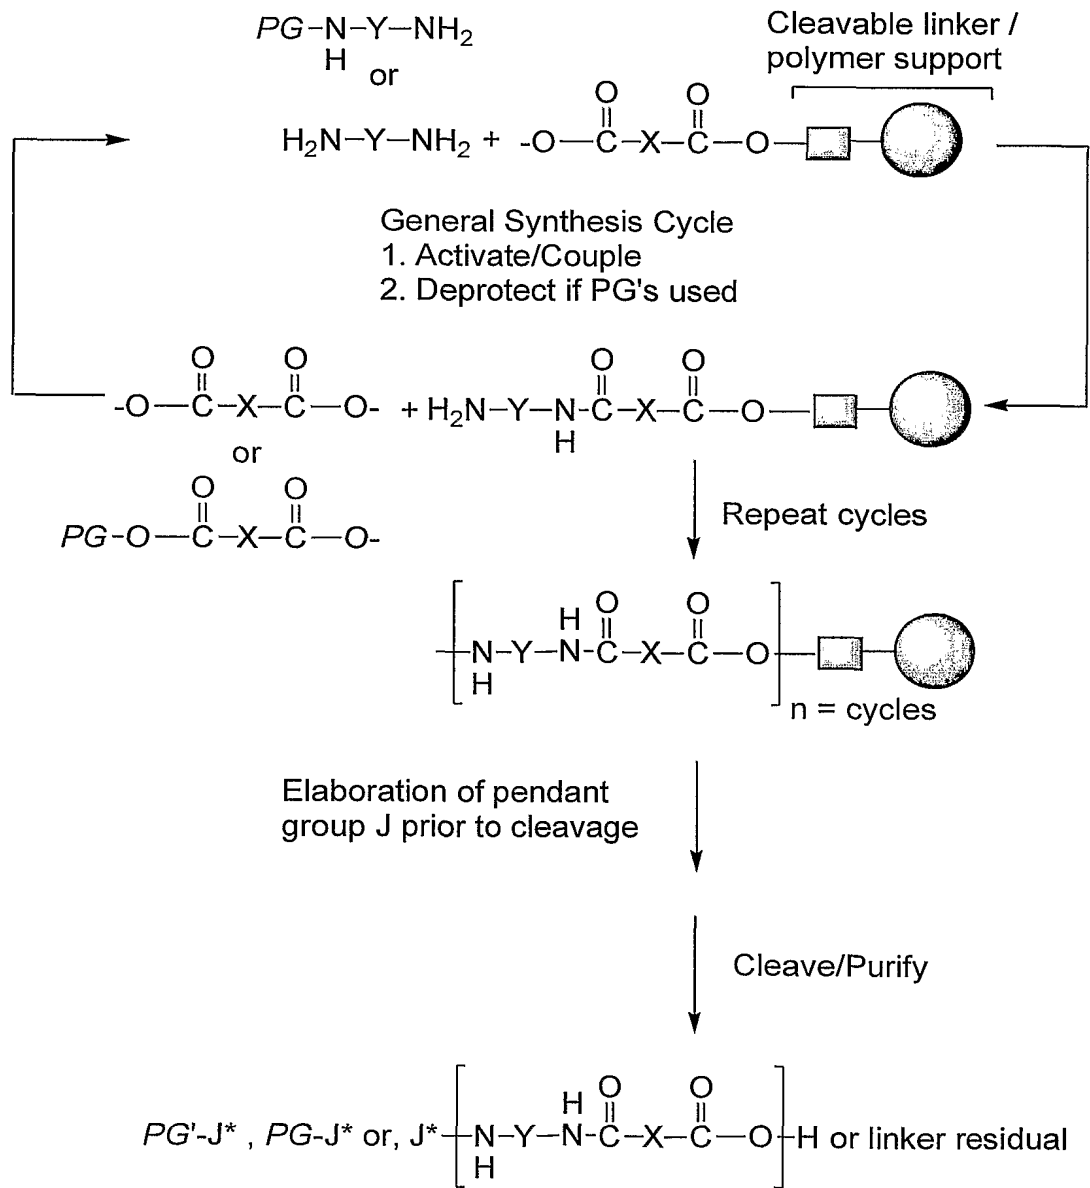 PG-N-Y-NH2
H
or
Cleavable linker /
polymer support
O O
H2N-Y-NH2 + -O-C-X-C-O
General Synthesis Cycle
1. Activate/Couple
2. Deprotect if PG's used
O O O O
-O-C-X-C-O- + H2N-Y-N-C-X-C-O
H
or
O O
PG-O-C-X-C-O-
Repeat cycles
H O O
N-Y-N-C-X-C-O
H
n = cycles
Elaboration of pendant
group J prior to cleavage
Cleave/Purify
H O O
PG'-J* , PG-J* or, J* [N-Y-N-C-X-C-O]-H or linker residual
H